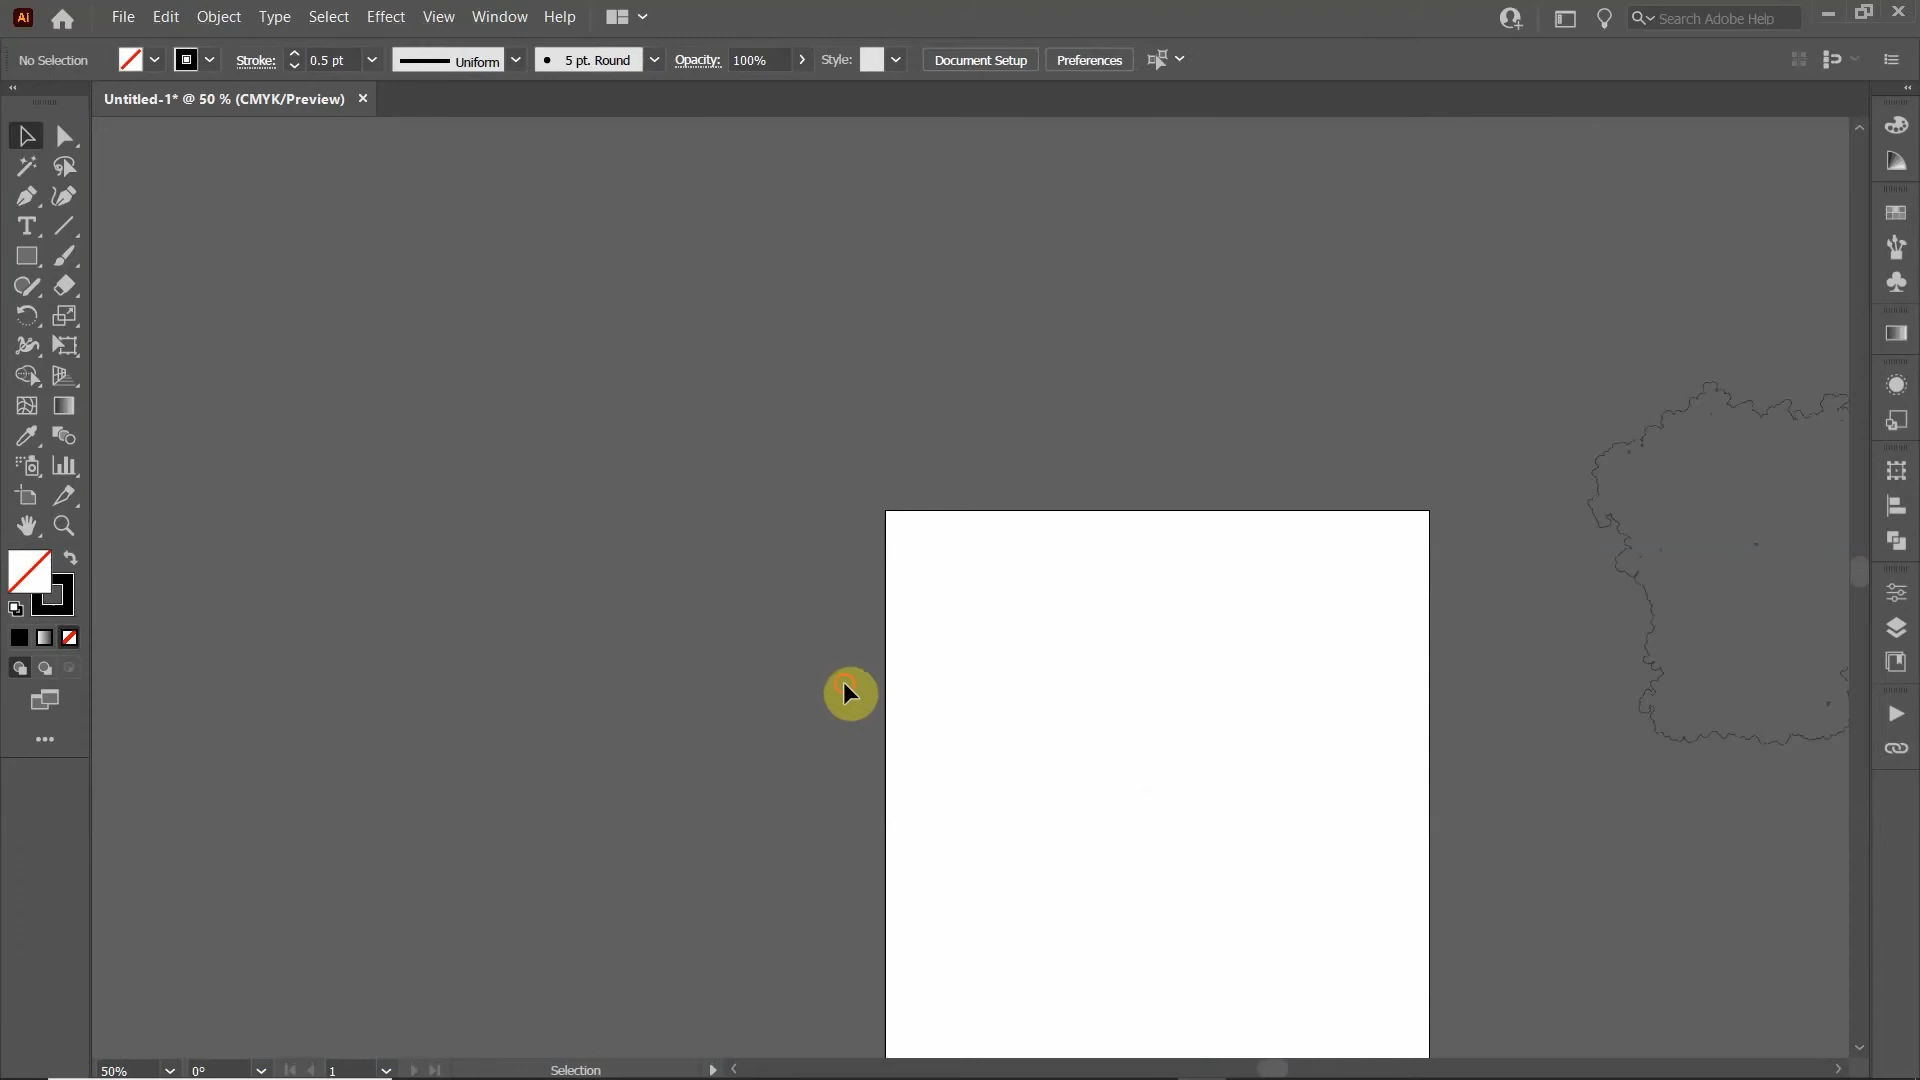 Ai File Edit Object Type Select Effect View Window Help Search Adobe Help
No Selection Stroke: 0.5 pt Uniform 5 pt. Round Opacity: 100% Style: Document Setup Preferences
Untitled-1* @ 50 % (CMYK/Preview)
50% 0° 1 Selection